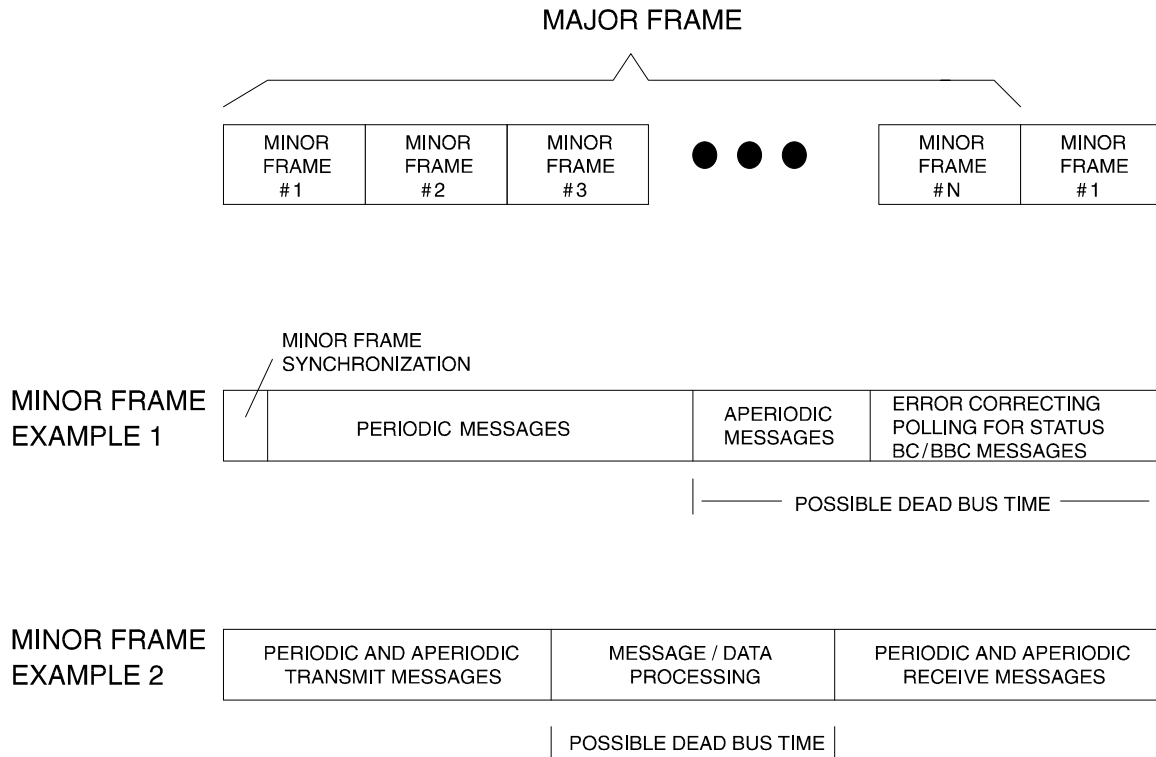 MAJOR FRAME
MINOR FRAME #1
MINOR FRAME #2
MINOR FRAME #3
MINOR FRAME #N
MINOR FRAME #1
MINOR FRAME
SYNCHRONIZATION
MINOR FRAME
EXAMPLE 1
PERIODIC MESSAGES
APERIODIC
MESSAGES
ERROR CORRECTING
POLLING FOR STATUS
BC/BBC MESSAGES
POSSIBLE DEAD BUS TIME
MINOR FRAME
EXAMPLE 2
PERIODIC AND APERIODIC
TRANSMIT MESSAGES
MESSAGE / DATA
PROCESSING
PERIODIC AND APERIODIC
RECEIVE MESSAGES
POSSIBLE DEAD BUS TIME